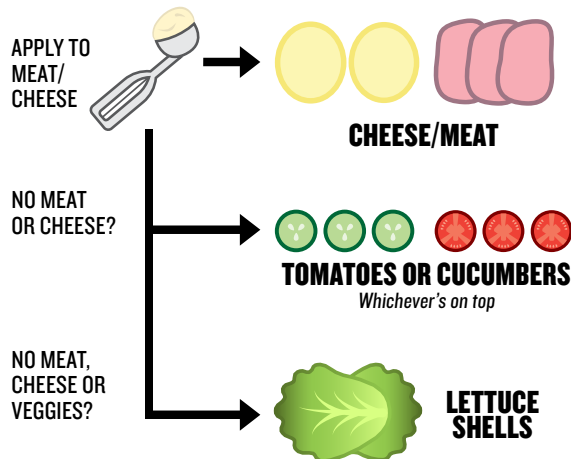 APPLY TO
MEAT/
CHEESE
CHEESE/MEAT
NO MEAT
OR CHEESE?
TOMATOES OR CUCUMBERS
Whichever's on top
NO MEAT,
CHEESE OR
VEGGIES?
LETTUCE
SHELLS